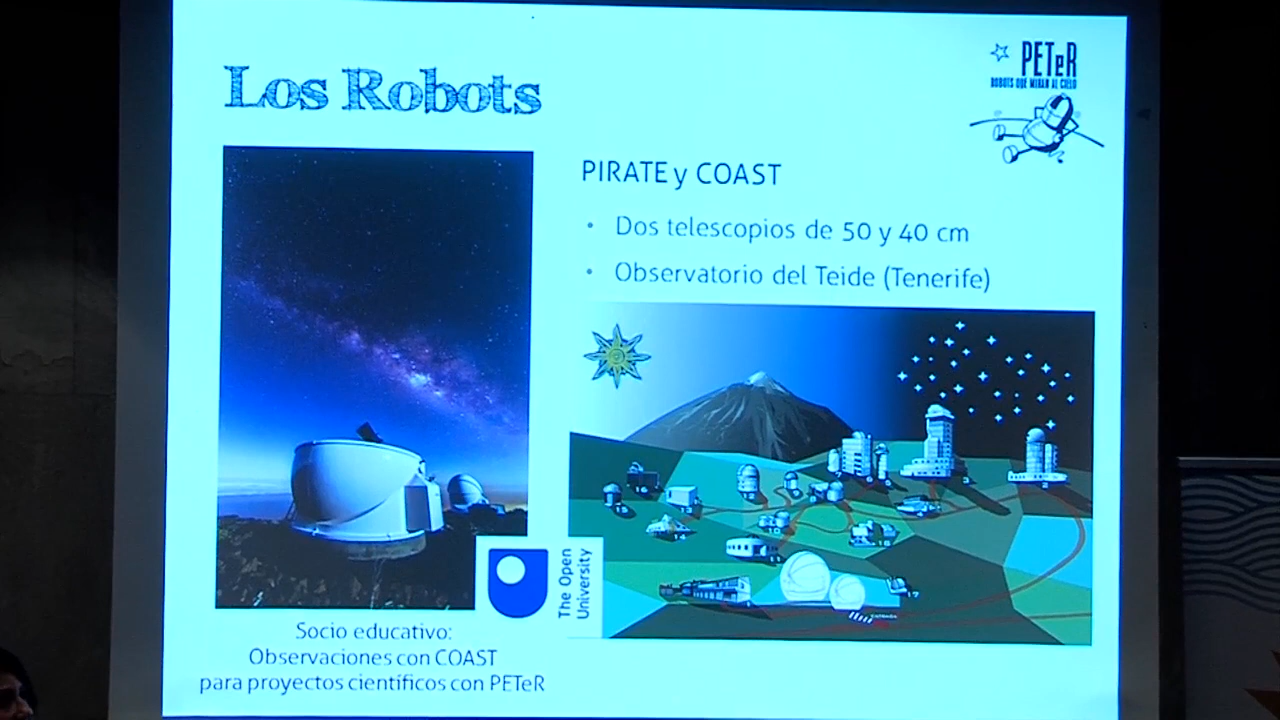 Los Robots
PETeR
ROBOTS QUE MIRAN AL CIELO
PIRATE y COAST
• Dos telescopios de 50 y 40 cm
• Observatorio del Teide (Tenerife)
ENTRADA
The Open
University
Socio educativo:
Observaciones con COAST
para proyectos científicos con PETeR